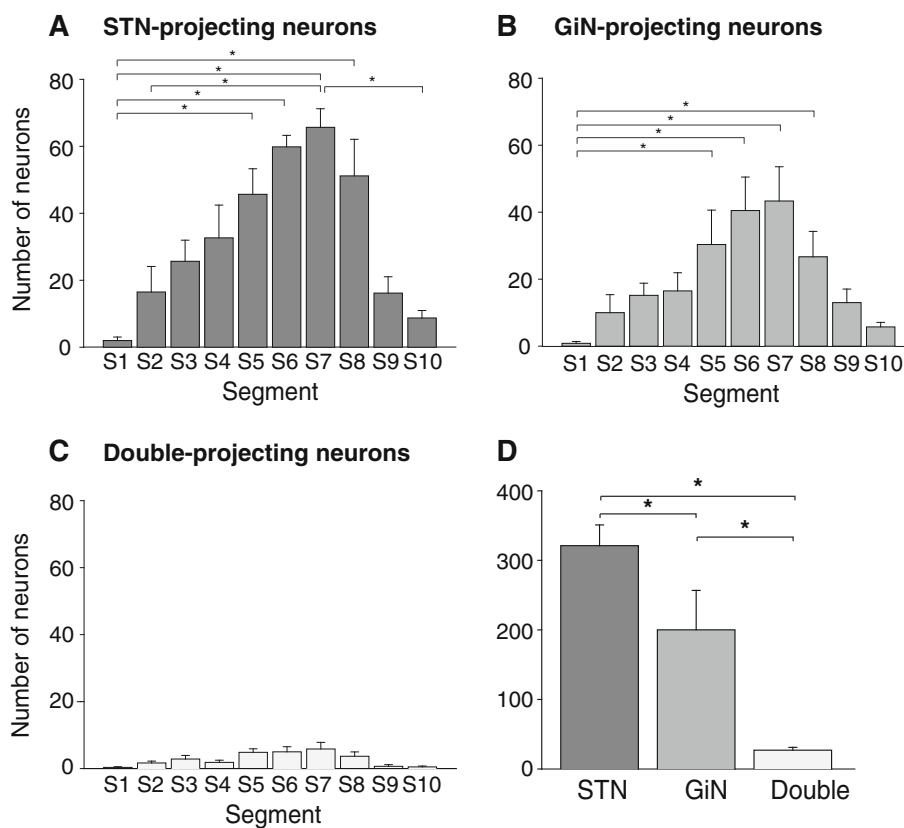 A STN-projecting neurons
*
*
*
*
*
*
80
60
40
20
0
Number of neurons
S1 S2 S3 S4 S5 S6 S7 S8 S9 S10
Segment
B GiN-projecting neurons
*
*
*
*
80
60
40
20
0
S1 S2 S3 S4 S5 S6 S7 S8 S9 S10
Segment
C Double-projecting neurons
80
60
40
20
0
Number of neurons
S1 S2 S3 S4 S5 S6 S7 S8 S9 S10
Segment
D
*
*
*
400
300
200
100
0
STN GiN Double